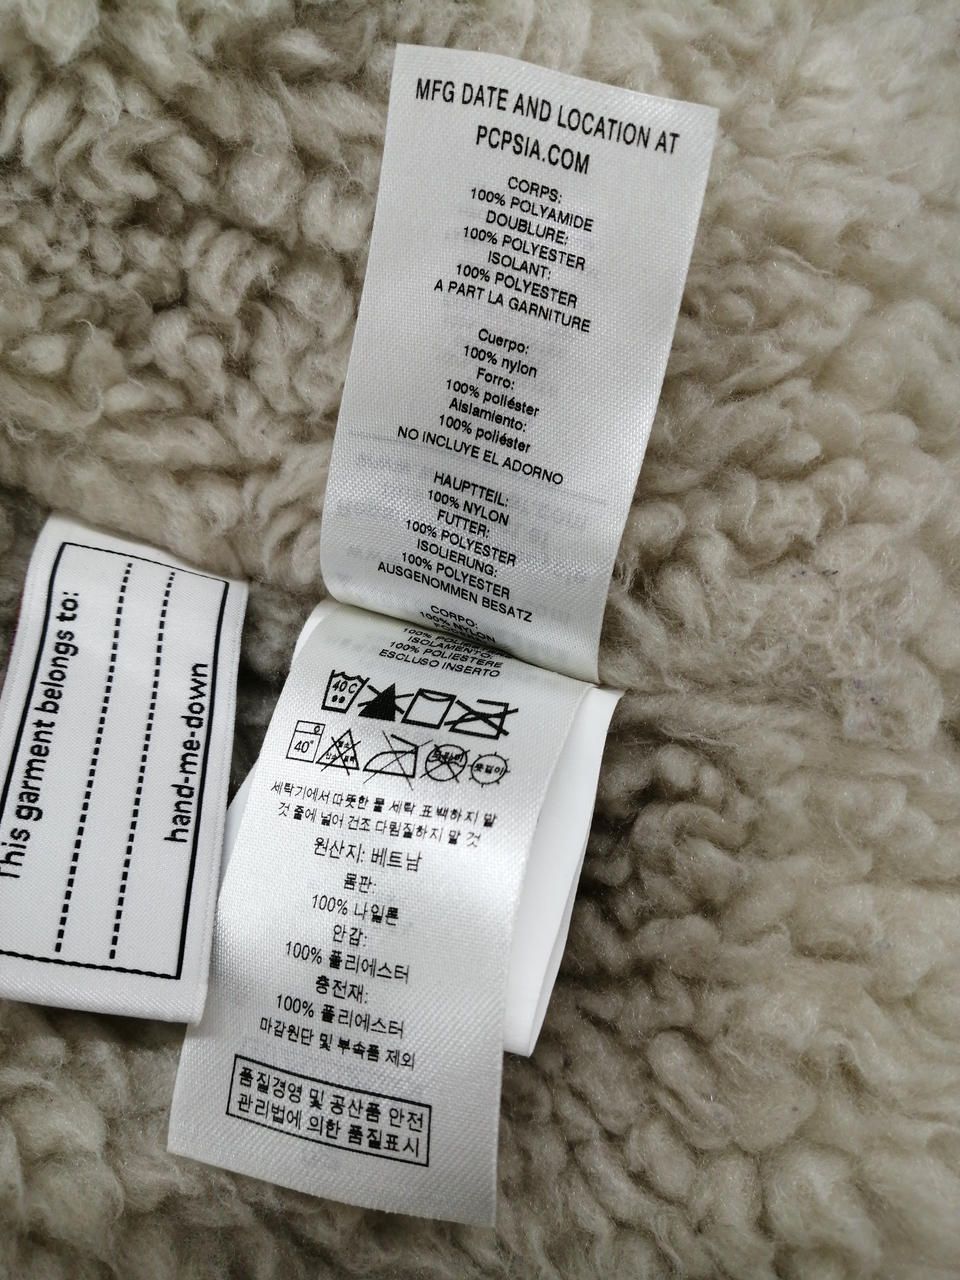 MFG DATE AND LOCATION AT
PCPSIA.COM
CORPS:
100% POLYAMIDE
DOUBLURE:
100% POLYESTER
ISOLANT:
100% POLYESTER
A PART LA GARNITURE
Cuerpo:
100% nylon
Forro:
100% poliéster
Aislamiento:
100% poliéster
NO INCLUYE EL ADORNO
HAUPTTEIL:
100% NYLON
FUTTER:
100% POLYESTER
ISOLIERUNG:
100% POLYESTER
AUSGENOMMEN BESATZ
CORPO:
100% NYLON
ISOLAMENTO:
100% POLIESTERE
ESCLUSO INSERTO
40C
40°
세탁기에서 따뜻한 물 세탁 표백하지 말
것 줄에 널어 건조 다림질하지 말 것
원산지: 베트남
몸판:
100% 나일론
안감:
100% 폴리에스터
충전재:
100% 폴리에스터
마감원단 및 부속품 제외
품질경영 및 공산품 안전
관리법에 의한 품질표시
This garment belongs to:
hand-me-down